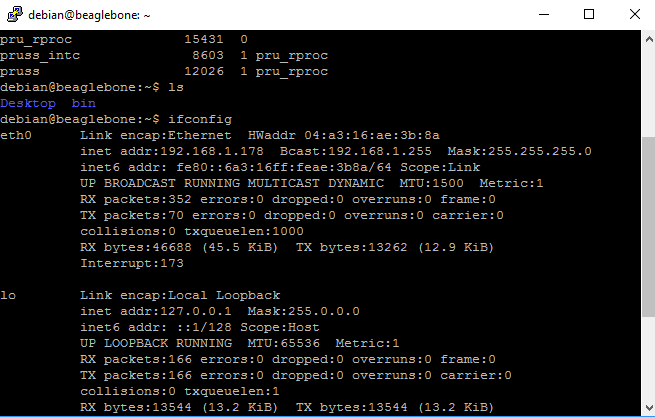 debian@beaglebone: ~
pru_rproc 15431 0
pruss_intc 8603 1 pru_rproc
pruss 12026 1 pru_rproc
debian@beaglebone:~$ ls
Desktop bin
debian@beaglebone:~$ ifconfig
eth0 Link encap:Ethernet HWaddr 04:a3:16:ae:3b:8a
inet addr:192.168.1.178 Bcast:192.168.1.255 Mask:255.255.255.0
inet6 addr: fe80::6a3:16ff:feae:3b8a/64 Scope:Link
UP BROADCAST RUNNING MULTICAST DYNAMIC MTU:1500 Metric:1
RX packets:352 errors:0 dropped:0 overruns:0 frame:0
TX packets:70 errors:0 dropped:0 overruns:0 carrier:0
collisions:0 txqueuelen:1000
RX bytes:46688 (45.5 KiB) TX bytes:13262 (12.9 KiB)
Interrupt:173
lo Link encap:Local Loopback
inet addr:127.0.0.1 Mask:255.0.0.0
inet6 addr: ::1/128 Scope:Host
UP LOOPBACK RUNNING MTU:65536 Metric:1
RX packets:166 errors:0 dropped:0 overruns:0 frame:0
TX packets:166 errors:0 dropped:0 overruns:0 carrier:0
collisions:0 txqueuelen:1
RX bytes:13544 (13.2 KiB) TX bytes:13544 (13.2 KiB)